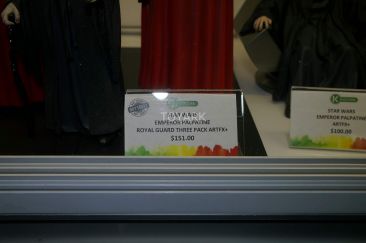 STAR WARS
EMPEROR PALPATINE
ROYAL GUARD THREE PACK ARTFX+
$151.00
K
STAR WARS
EMPEROR PALPATINE
ARTFX+
$100.00